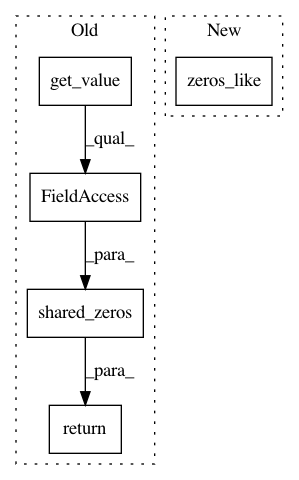 Old
New
get_value
zeros_like
_qual_
FieldAccess
_para_
shared_zeros
_para_
return